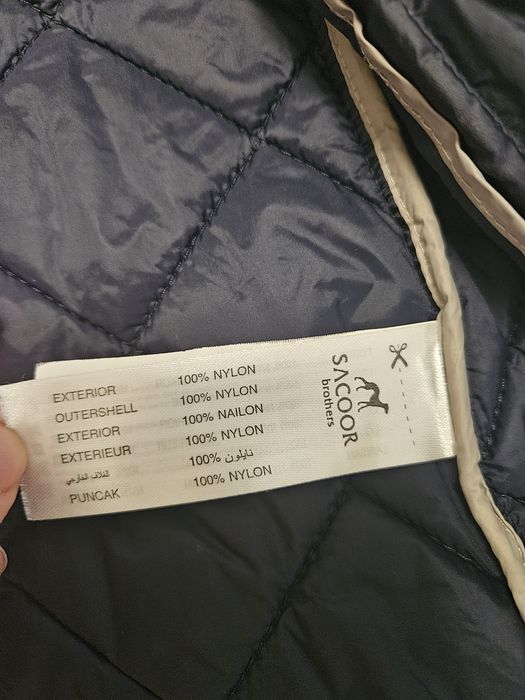 EXTERIOR 100% NYLON
OUTERSHELL 100% NYLON
EXTERIOR 100% NAILON
EXTERIEUR 100% NYLON
الغلاف الخارجي 100% نايلون
PUNCAK 100% NYLON
SACOOR
brothers